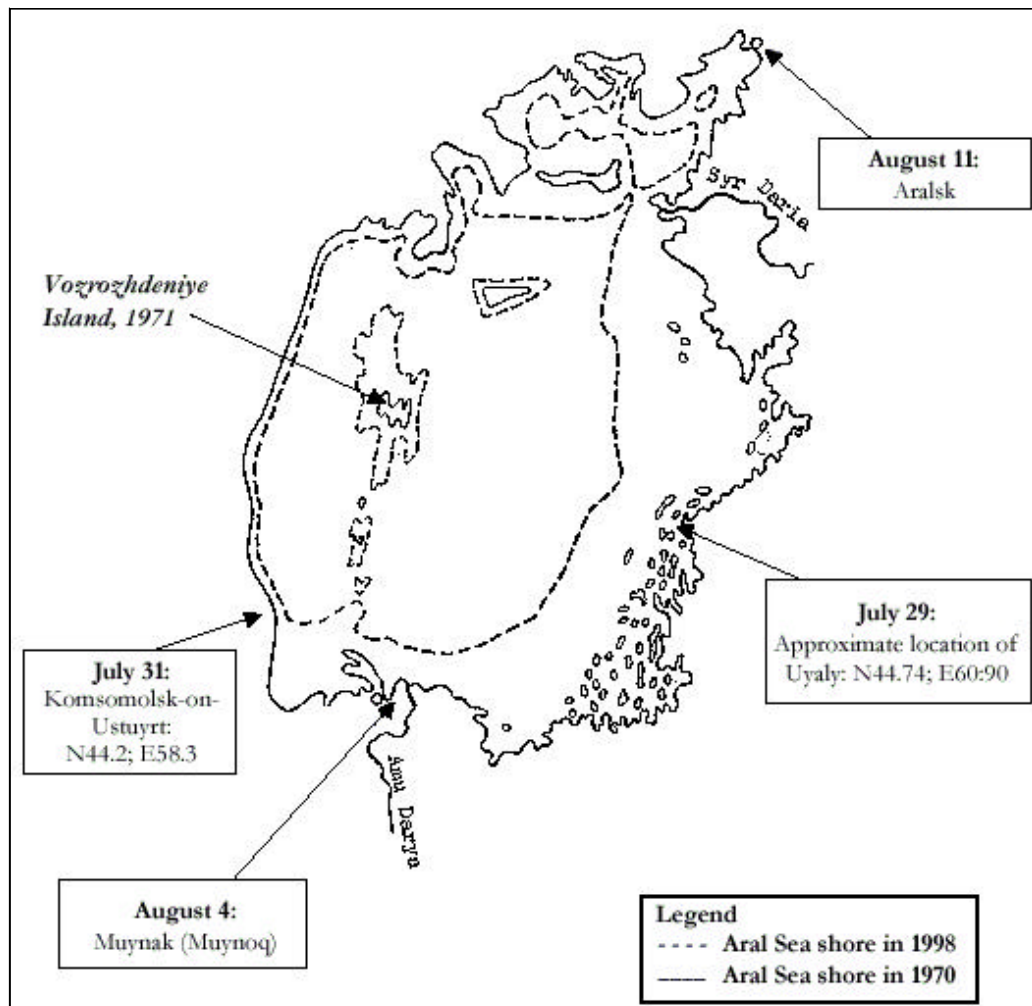 August 11:
Aralsk
Syr Daria
Vozrozhdeniye
Island, 1971
July 29:
Approximate location of
Uyaly: N44.74; E60:90
July 31:
Komsomolsk-on-
Ustuyrt:
N44.2; E58.3
Amu Darya
August 4:
Muynak (Muynoq)
Legend
Aral Sea shore in 1998
Aral Sea shore in 1970